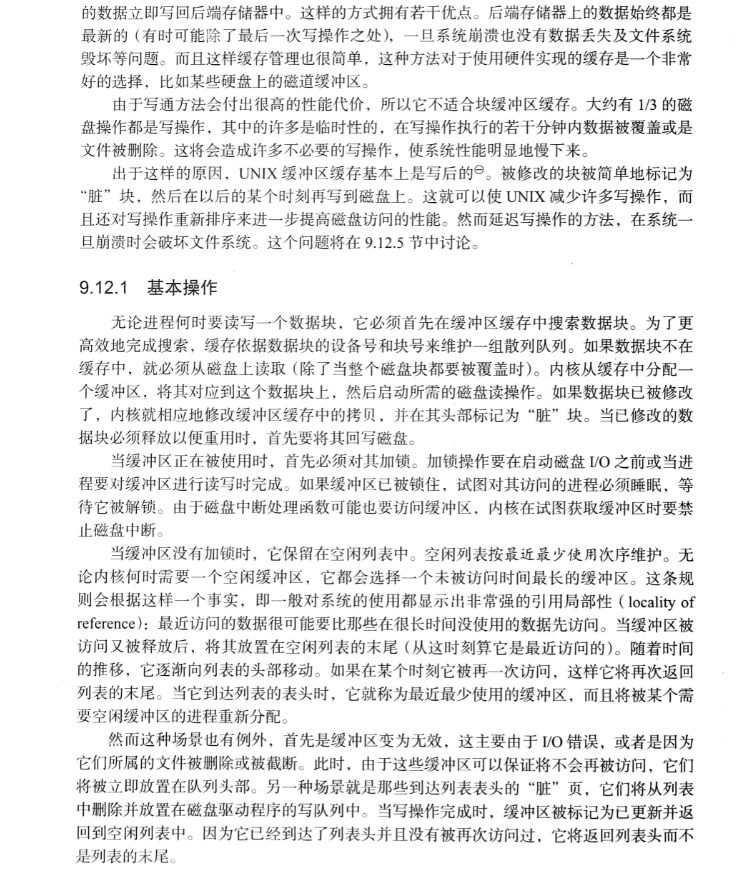 的数据立即写回后端存储器中。这样的方式拥有若干优点。后端存储器上的数据始终都是
最新的（有时可能除了最后一次写操作之处），一旦系统崩溃也没有数据丢失及文件系统
毁坏等问题。而且这样缓存管理也很简单，这种方法对于使用硬件实现的缓存是一个非常
好的选择，比如某些硬盘上的磁道缓冲区。
由于写通方法会付出很高的性能代价，所以它不适合块缓冲区缓存。大约有 1/3 的磁
盘操作都是写操作，其中的许多是临时性的，在写操作执行的若干分钟内数据被覆盖或是
文件被删除。这将会造成许多不必要的写操作，使系统性能明显地慢下来。
出于这样的原因，UNIX 缓冲区缓存基本上是写后的㊀。被修改的块被简单地标记为
“脏”块，然后在以后的某个时刻再写到磁盘上。这就可以使 UNIX 减少许多写操作，而
且还对写操作重新排序来进一步提高磁盘访问的性能。然而延迟写操作的方法，在系统一
旦崩溃时会破坏文件系统。这个问题将在 9.12.5 节中讨论。
9.12.1 基本操作
无论进程何时要读写一个数据块，它必须首先在缓冲区缓存中搜索数据块。为了更
高效地完成搜索，缓存依据数据块的设备号和块号来维护一组散列队列。如果数据块不在
缓存中，就必须从磁盘上读取（除了当整个磁盘块都要被覆盖时）。内核从缓存中分配一
个缓冲区，将其对应到这个数据块上，然后启动所需的磁盘读操作。如果数据块已被修改
了，内核就相应地修改缓冲区缓存中的拷贝，并在其头部标记为“脏”块。当已修改的数
据块必须释放以便重用时，首先要将其回写磁盘。
当缓冲区正在被使用时，首先必须对其加锁。加锁操作要在启动磁盘 I/O 之前或当进
程要对缓冲区进行读写时完成。如果缓冲区已被锁住，试图对其访问的进程必须睡眠，等
待它被解锁。由于磁盘中断处理函数可能也要访问缓冲区，内核在试图获取缓冲区时要禁
止磁盘中断。
当缓冲区没有加锁时，它保留在空闲列表中。空闲列表按最近最少使用次序维护。无
论内核何时需要一个空闲缓冲区，它都会选择一个未被访问时间最长的缓冲区。这条规
则会根据这样一个事实，即一般对系统的使用都显示出非常强的引用局部性（locality of
reference）：最近访问的数据很可能要比那些在很长时间没使用的数据先访问。当缓冲区被
访问又被释放后，将其放置在空闲列表的末尾（从这时刻算它是最近访问的）。随着时间
的推移，它逐渐向列表的头部移动。如果在某个时刻它被再一次访问，这样它将再次返回
列表的末尾。当它到达列表的表头时，它就称为最近最少使用的缓冲区，而且将被某个需
要空闲缓冲区的进程重新分配。
然而这种场景也有例外，首先是缓冲区变为无效，这主要由于 I/O 错误，或者是因为
它们所属的文件被删除或被截断。此时，由于这些缓冲区可以保证将不会再被访问，它们
将被立即放置在队列头部。另一种场景就是那些到达列表表头的“脏”页，它们将从列表
中删除并放置在磁盘驱动程序的写队列中。当写操作完成时，缓冲区被标记为已更新并返
回到空闲列表中。因为它已经到达了列表头并且没有被再次访问过，它将返回列表头而不
是列表的末尾。